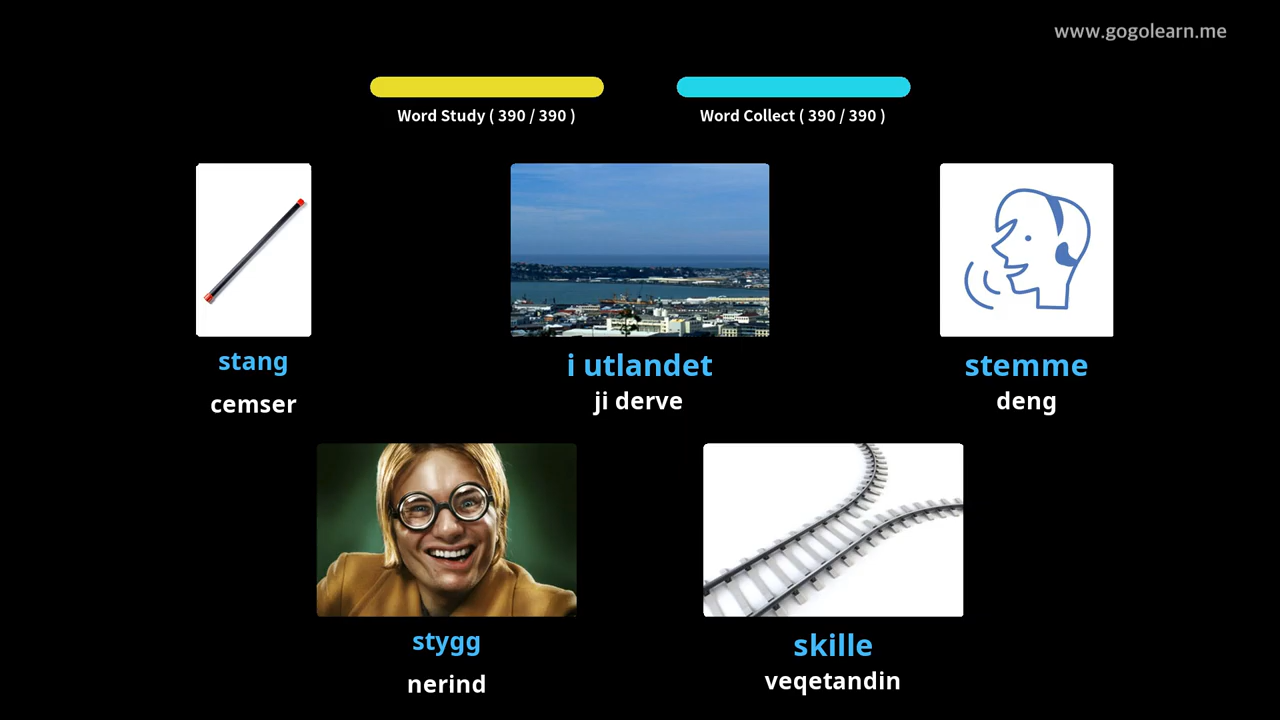 www.gogolearn.me
Word Study ( 390 / 390 )
Word Collect ( 390 / 390 )
stang
cemser
i utlandet
ji derve
stemme
deng
stygg
nerind
skille
veqetandin